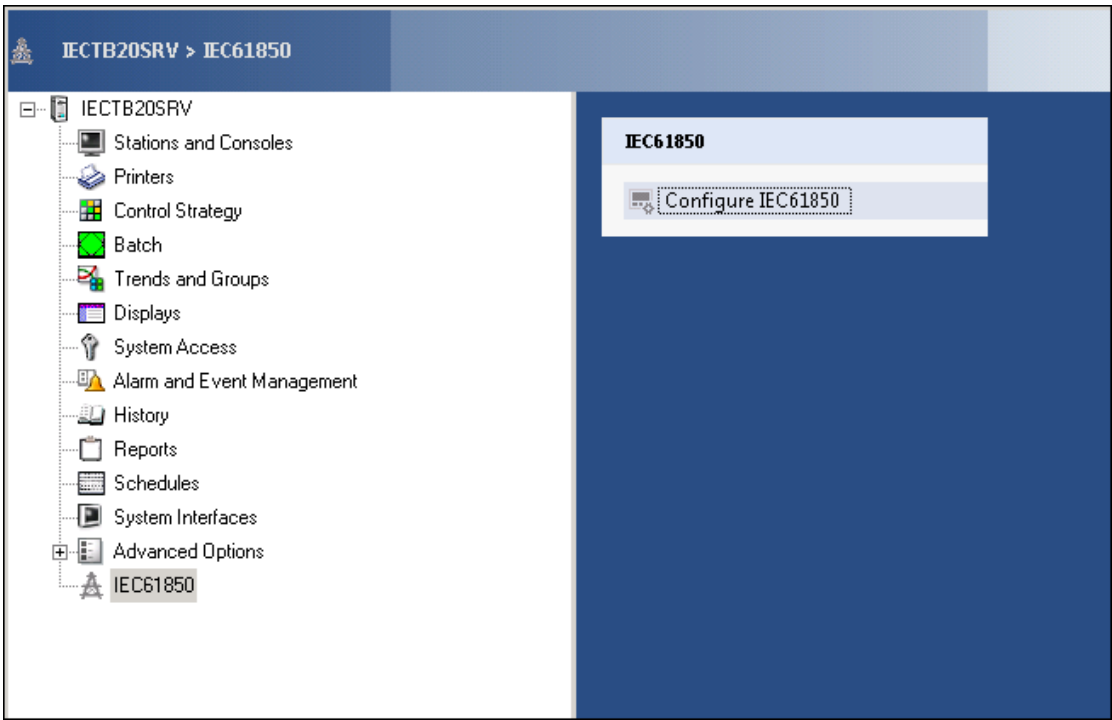 IECTB20SRV > IEC61850
IECTB20SRV
Stations and Consoles
Printers
Control Strategy
Batch
Trends and Groups
Displays
System Access
Alarm and Event Management
History
Reports
Schedules
System Interfaces
Advanced Options
IEC61850
IEC61850
Configure IEC61850